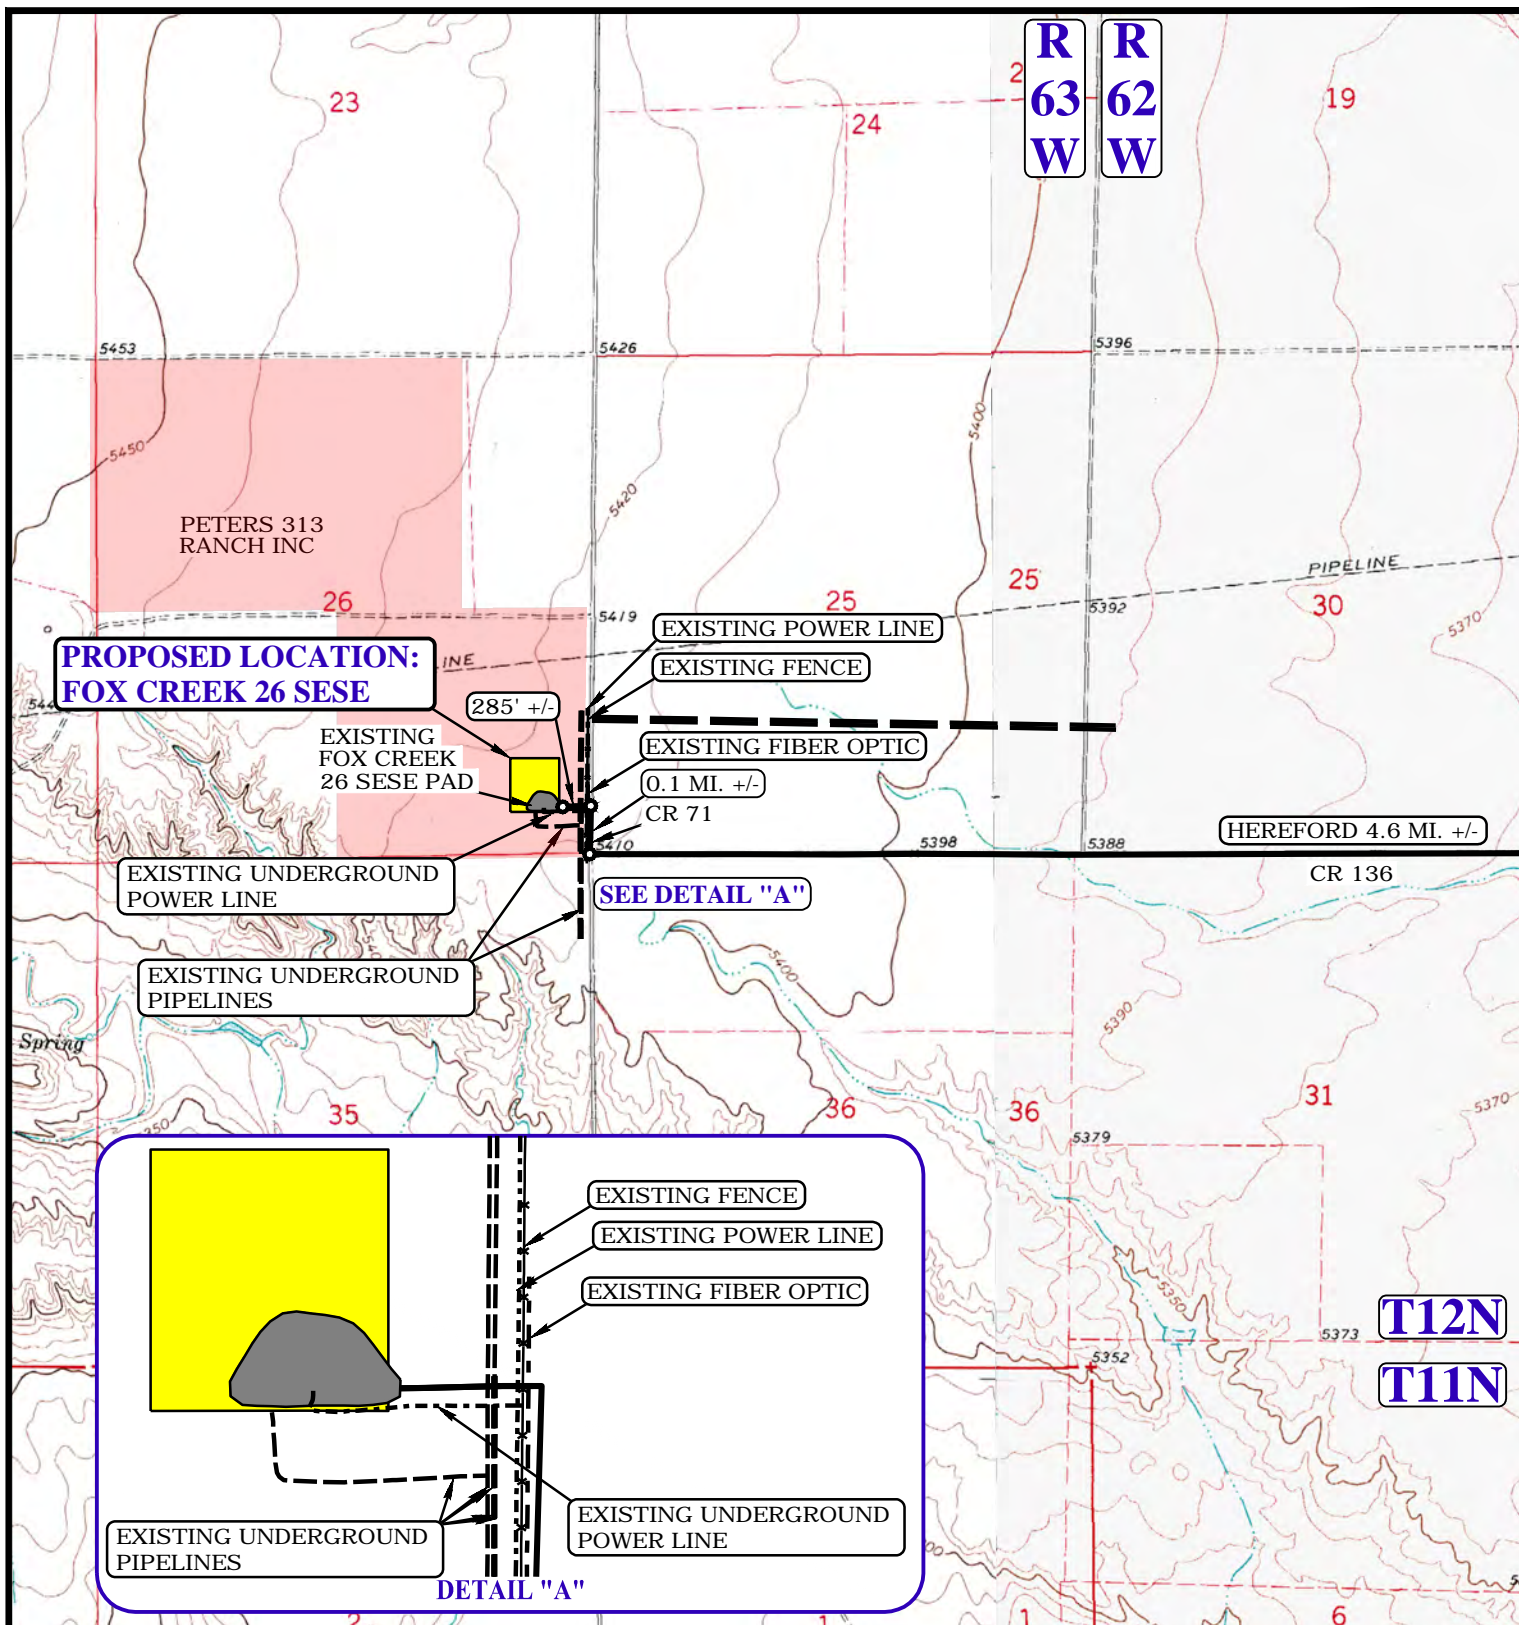 R
63
W
R
62
W
23
24
2
19
5453
5426
5396
5450
5400
5420
PETERS 313
RANCH INC
26
25
25
30
PIPELINE
5392
5419
5370
EXISTING POWER LINE
EXISTING FENCE
PROPOSED LOCATION:
FOX CREEK 26 SESE
INE
544
285' +/-
EXISTING
FOX CREEK
26 SESE PAD
EXISTING FIBER OPTIC
0.1 MI. +/-
CR 71
5410
5398
5388
HEREFORD 4.6 MI. +/-
CR 136
EXISTING UNDERGROUND
POWER LINE
SEE DETAIL "A"
EXISTING UNDERGROUND
PIPELINES
5400
5390
Spring
35
36
36
31
5370
350
5379
EXISTING FENCE
EXISTING POWER LINE
EXISTING FIBER OPTIC
5350
T12N
5373
5352
T11N
EXISTING UNDERGROUND
PIPELINES
EXISTING UNDERGROUND
POWER LINE
DETAIL "A"
2
1
1
6